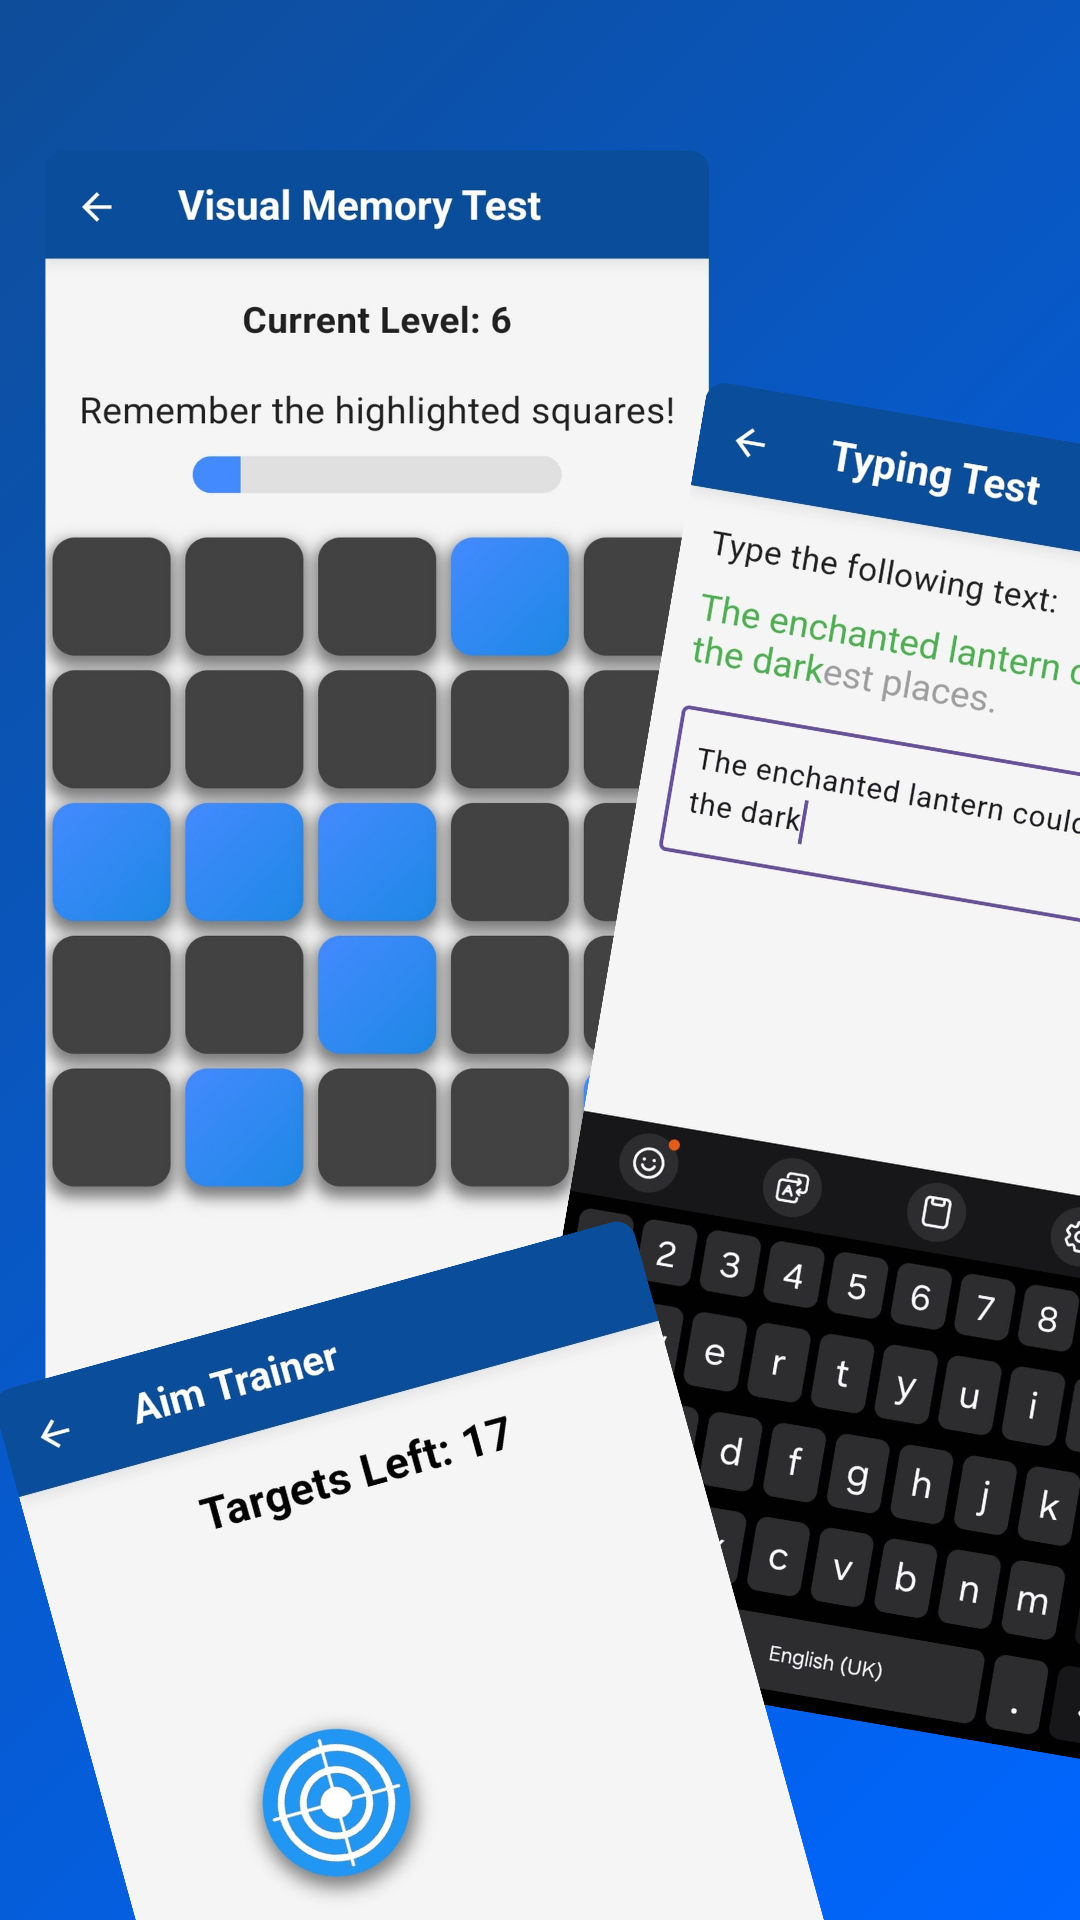 Visual Memory Test
Current Level: 6
Remember the highlighted squares!
Typing Test
Type the following text:
The enchanted lantern
the darkest places.
The enchanted lantern could
the dark
2 3 4 5 6 7 8
e r t y u i
d f g h j k
c v b n m
English (UK) .
Aim Trainer
Targets Left: 17